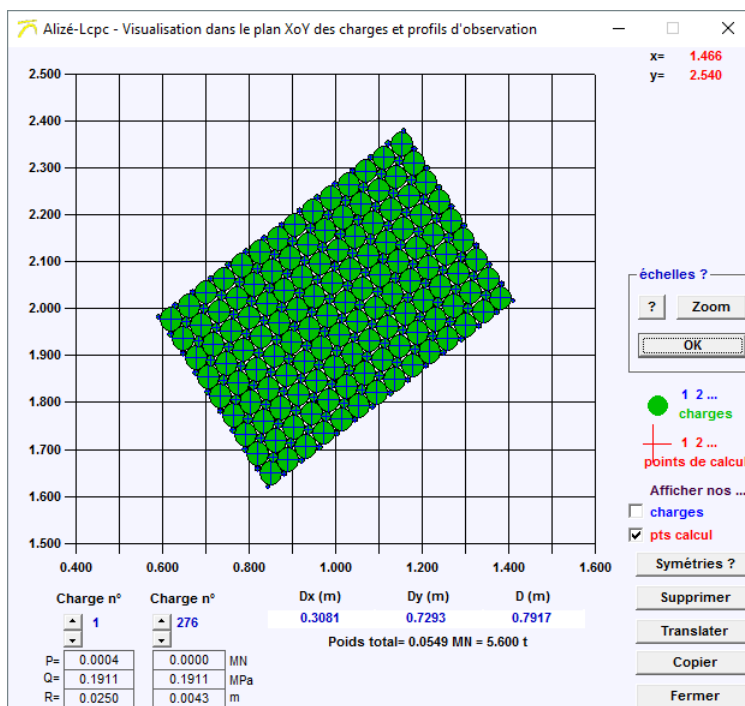 Alizé-Lcpc - Visualisation dans le plan XoY des charges et profils d'observation
x= 1.466
y= 2.540
2.500
2.400
2.300
2.200
2.100
2.000
1.900
1.800
1.700
1.600
1.500
0.400 0.600 0.800 1.000 1.200 1.400 1.600
échelles ?
? Zoom
OK
1 2 ...
charges
1 2 ...
points de calcul
Afficher nos ...
charges
pts calcul
Symétries ?
Supprimer
Translater
Copier
Fermer
Charge n° Charge n° Dx (m) Dy (m) D (m)
1 276 0.3081 0.7293 0.7917
Poids total= 0.0549 MN = 5.600 t
P= 0.0004 0.0000 MN
Q= 0.1911 0.1911 MPa
R= 0.0250 0.0043 m